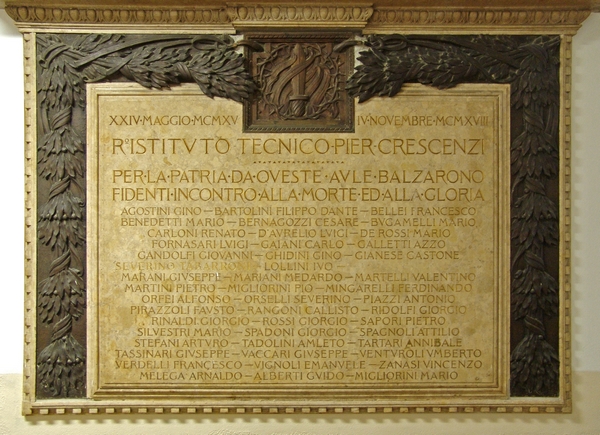 XXIV·MAGGIO·MCMXV IV·NOVEMBRE·MCMXVIII
R·ISTITVTO TECNICO·PIER·CRESCENZI
PER·LA·PATRIA·DA·QVESTE·AVLE·BALZARONO
FIDENTI·INCONTRO·ALLA·MORTE·ED·ALLA·GLORIA
AGOSTINI GINO — BARTOLINI FILIPPO DANTE — BELLEI FRANCESCO
BENEDETTI MARIO — BERNAGOZZI CESARE — BVGAMELLI MARIO
CARLONI RENATO — D'AVRELIO LVIGI — DE ROSSI MARIO
FORNASARI LVIGI — GAIANI CARLO — GALLETTI AZZO
GANDOLFI GIOVANNI — GHIDINI GINO — GIANESE CASTONE
SEVERINO LOLLINI IVO
MARANI GIVSEPPE — MARIANI MEDARDO — MARTELLI VALENTINO
MARTINI PIETRO — MIGLIORINI PIO — MINGARELLI FERDINANDO
ORFEI ALFONSO — ORSELLI SEVERINO — PIAZZI ANTONIO
PIRAZZOLI FAVSTO — RANGONI CALLISTO — RIDOLFI GIORGIO
RINALDI GIORGIO — ROSSI GIORGIO — SAPORI PIETRO
SILVESTRI MARIO — SPADONI GIORGIO — SPAGNOLI ATTILIO
STEFANI ARTVRO — TADOLINI AMLETO — TARTARI ANNIBALE
TASSINARI GIVSEPPE — VACCARI GIVSEPPE — VENTVROLI VMBERTO
VERDELLI FRANCESCO — VIGNOLI EMANVELE — ZANASI VINCENZO
MELEGA ARNALDO — ALBERTI GVIDO — MIGLIORINI MARIO